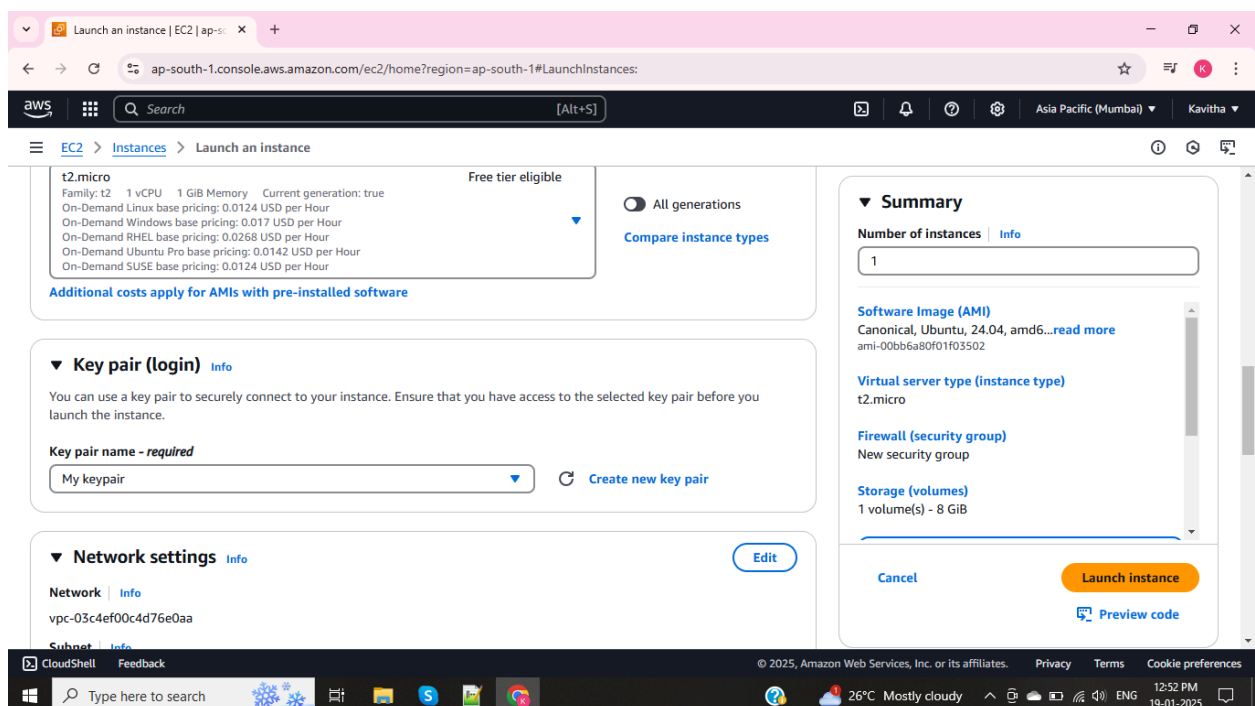 Launch an instance | EC2 | ap-so
ap-south-1.console.aws.amazon.com/ec2/home?region=ap-south-1#LaunchInstances:
K
aws
Search [Alt+S]
Asia Pacific (Mumbai) Kavitha
EC2 > Instances > Launch an instance
t2.micro Free tier eligible
Family: t2 1 vCPU 1 GiB Memory Current generation: true
On-Demand Linux base pricing: 0.0124 USD per Hour
On-Demand Windows base pricing: 0.017 USD per Hour
On-Demand RHEL base pricing: 0.0268 USD per Hour
On-Demand Ubuntu Pro base pricing: 0.0142 USD per Hour
On-Demand SUSE base pricing: 0.0124 USD per Hour
All generations
Compare instance types
Additional costs apply for AMIs with pre-installed software
Key pair (login) Info
You can use a key pair to securely connect to your instance. Ensure that you have access to the selected key pair before you
launch the instance.
Key pair name - required
My keypair
Create new key pair
Network settings Info
Edit
Network Info
vpc-03c4ef00c4d76e0aa
Subnet Info
Summary
Number of instances Info
1
Software Image (AMI)
Canonical, Ubuntu, 24.04, amd6...read more
ami-00bb6a80f01f03502
Virtual server type (instance type)
t2.micro
Firewall (security group)
New security group
Storage (volumes)
1 volume(s) - 8 GiB
Cancel
Launch instance
Preview code
CloudShell Feedback
© 2025, Amazon Web Services, Inc. or its affiliates. Privacy Terms Cookie preferences
Type here to search
26°C Mostly cloudy
ENG
12:52 PM
19-01-2025